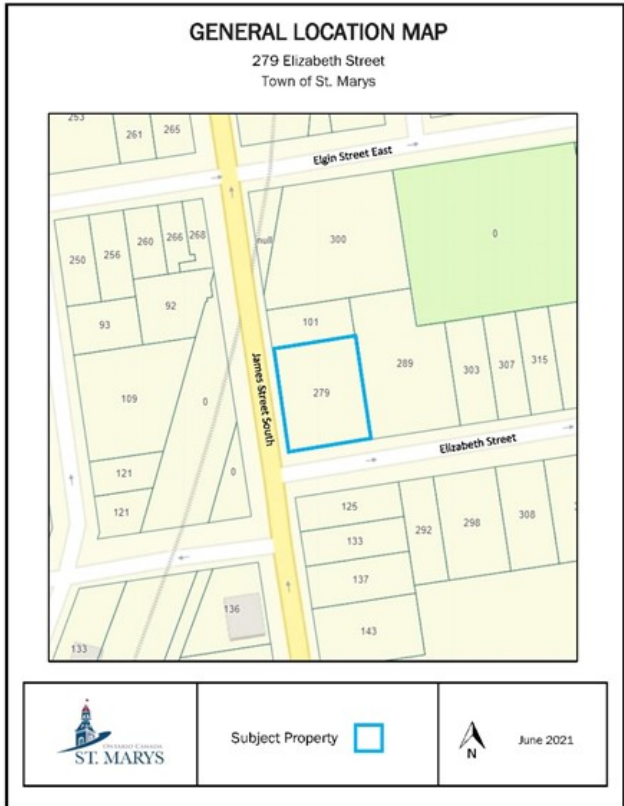 GENERAL LOCATION MAP
279 Elizabeth Street
Town of St. Marys
253
261
265
Elgin Street East
250
256
260
266
268
null
300
0
93
92
101
109
0
James Street South
279
289
303
307
315
121
0
Elizabeth Street
121
125
292
298
308
133
137
136
143
133
ONTARIO CANADA
ST. MARYS
Subject Property
N
June 2021